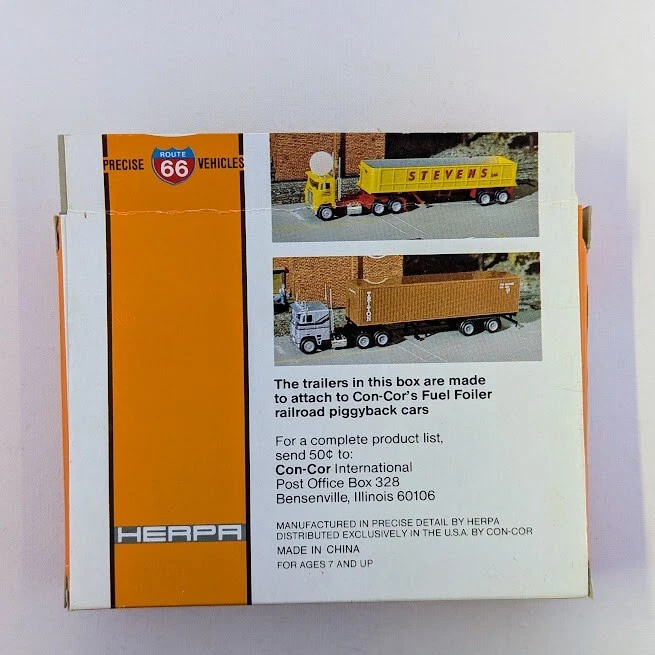 PRECISE ROUTE 66 VEHICLES
STEVENS
The trailers in this box are made
to attach to Con-Cor's Fuel Foiler
railroad piggyback cars
For a complete product list,
send 50¢ to:
Con-Cor International
Post Office Box 328
Bensenville, Illinois 60106
HERPA
MANUFACTURED IN PRECISE DETAIL BY HERPA
DISTRIBUTED EXCLUSIVELY IN THE U.S.A. BY CON-COR
MADE IN CHINA
FOR AGES 7 AND UP